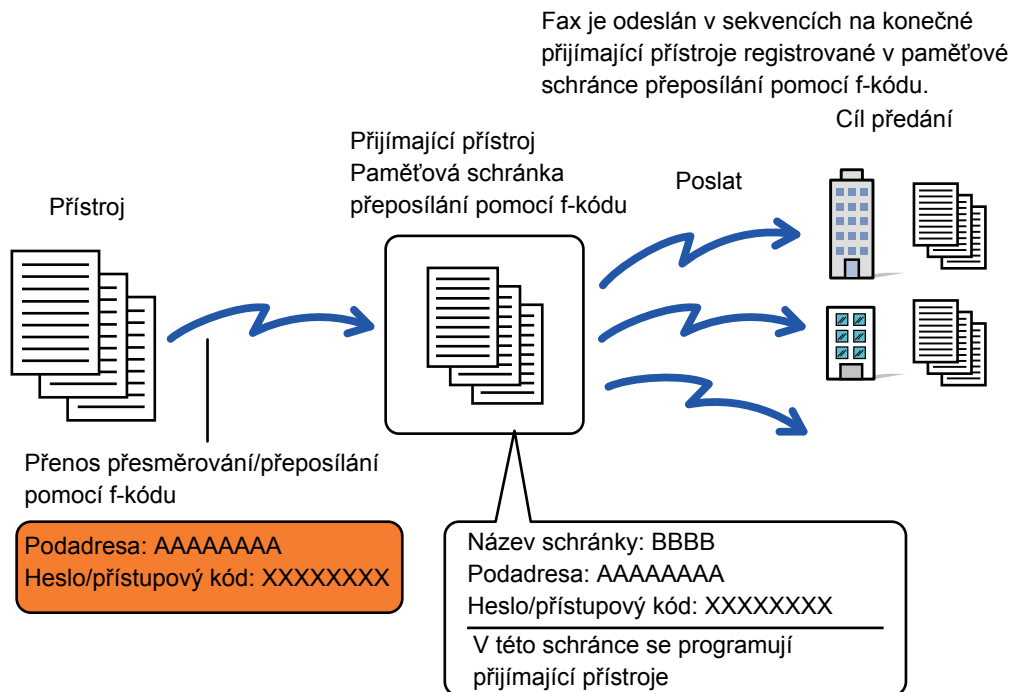 Fax je odeslán v sekvencích na konečné
přijímající přístroje registrované v paměťové
schránce přeposílání pomocí f-kódu.
Cíl předání
Přijímající přístroj
Paměťová schránka
přeposílání pomocí f-kódu
Poslat
Přístroj
Přenos přesměrování/přeposílání
pomocí f-kódu
Podadresa: AAAAAAAA
Heslo/přístupový kód: XXXXXXXX
Název schránky: BBBB
Podadresa: AAAAAAAA
Heslo/přístupový kód: XXXXXXXX
V této schránce se programují
přijímající přístroje